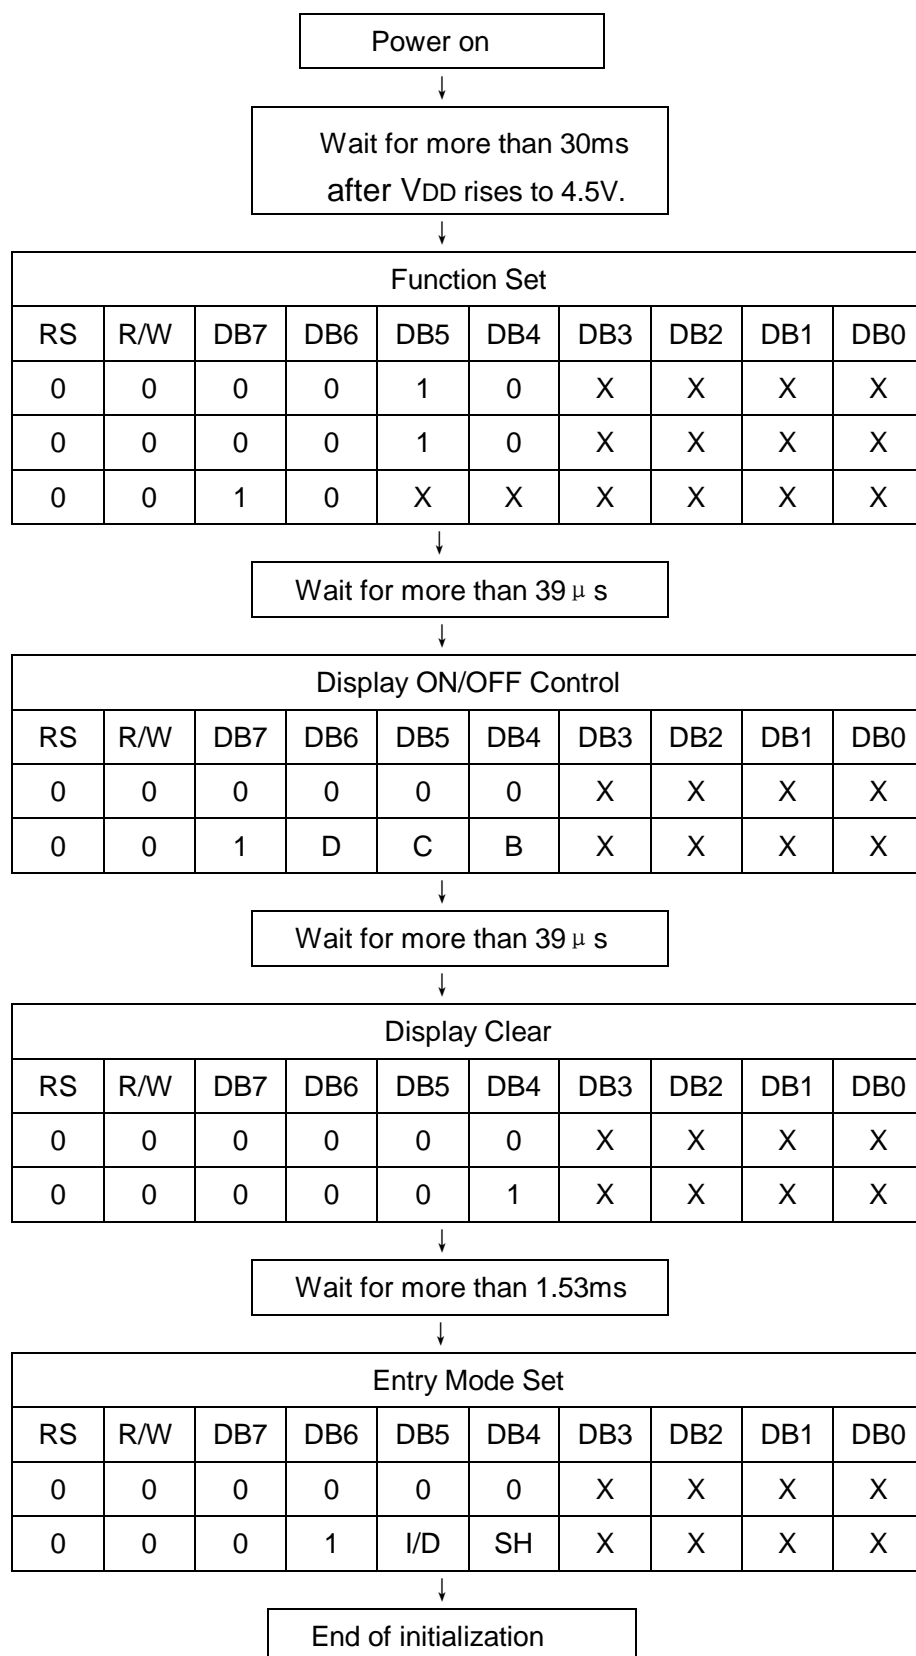 Power on
↓
Wait for more than 30ms
after VDD rises to 4.5V.
↓
Function Set
RS R/W DB7 DB6 DB5 DB4 DB3 DB2 DB1 DB0
0 0 0 0 1 0 X X X X
0 0 0 0 1 0 X X X X
0 0 1 0 X X X X X X
↓
Wait for more than 39μs
↓
Display ON/OFF Control
RS R/W DB7 DB6 DB5 DB4 DB3 DB2 DB1 DB0
0 0 0 0 0 0 X X X X
0 0 1 D C B X X X X
↓
Wait for more than 39μs
↓
Display Clear
RS R/W DB7 DB6 DB5 DB4 DB3 DB2 DB1 DB0
0 0 0 0 0 0 X X X X
0 0 0 0 0 1 X X X X
↓
Wait for more than 1.53ms
↓
Entry Mode Set
RS R/W DB7 DB6 DB5 DB4 DB3 DB2 DB1 DB0
0 0 0 0 0 0 X X X X
0 0 0 1 I/D SH X X X X
↓
End of initialization